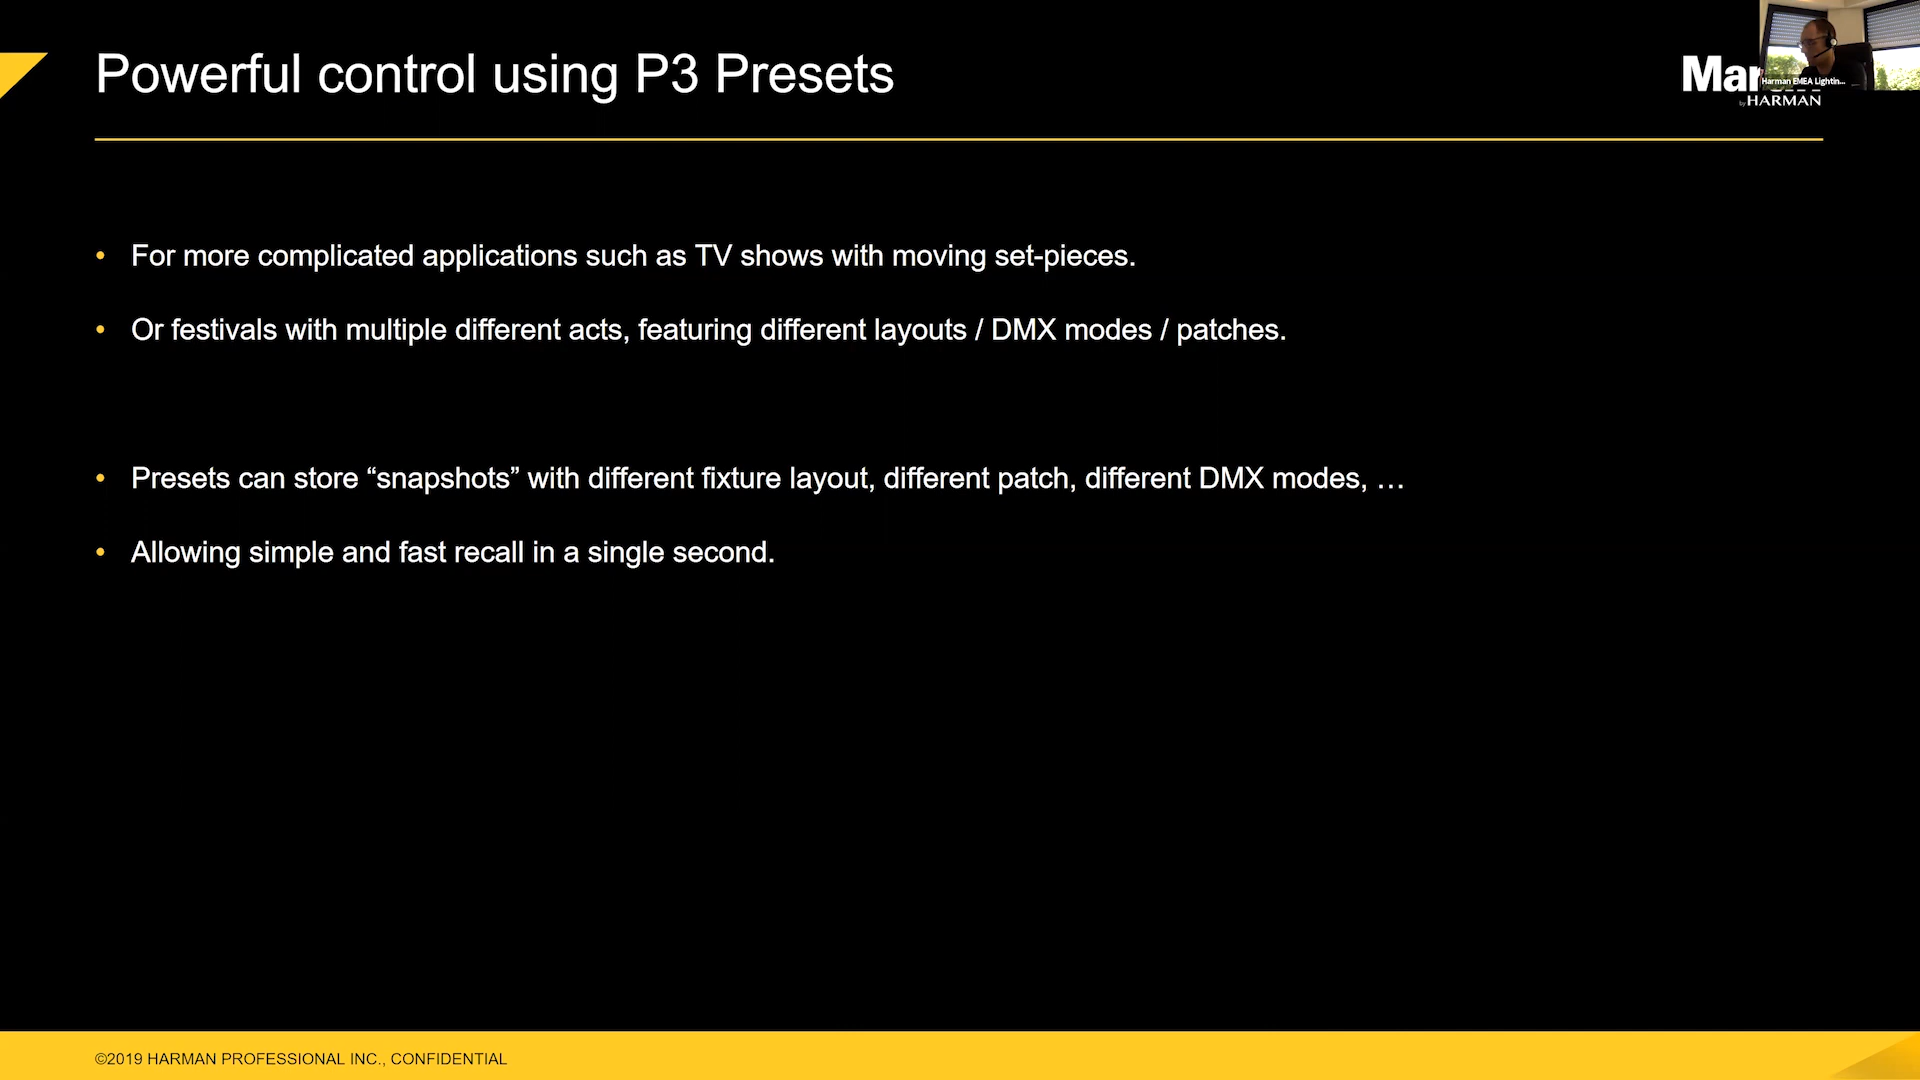 Powerful control using P3 Presets
Mar
Harman EMEA Lightin...
by HARMAN
• For more complicated applications such as TV shows with moving set-pieces.
• Or festivals with multiple different acts, featuring different layouts / DMX modes / patches.
• Presets can store “snapshots” with different fixture layout, different patch, different DMX modes, …
• Allowing simple and fast recall in a single second.
©2019 HARMAN PROFESSIONAL INC., CONFIDENTIAL